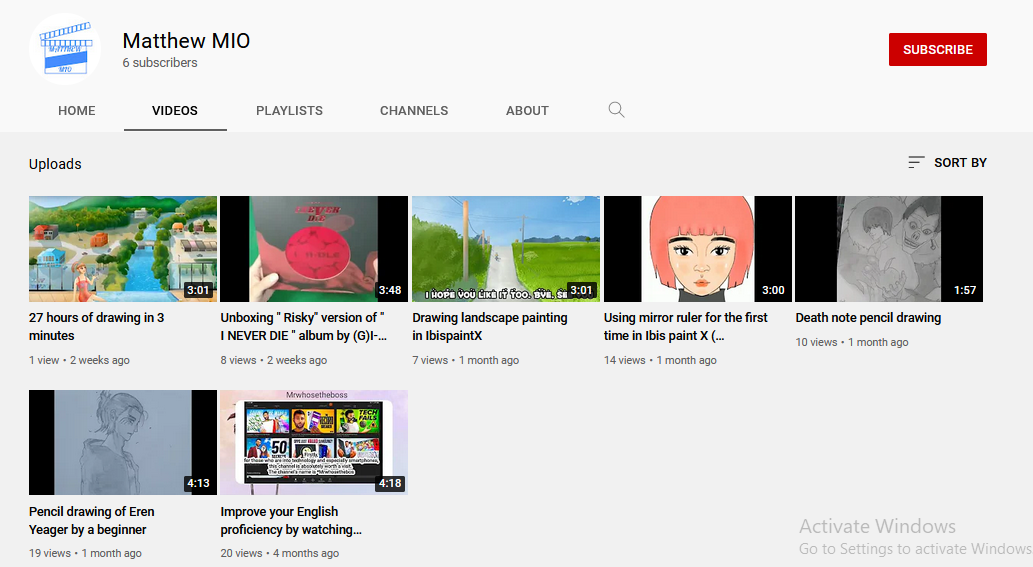 MATTHEW
MIO
Matthew MIO
6 subscribers
SUBSCRIBE
HOME
VIDEOS
PLAYLISTS
CHANNELS
ABOUT
Uploads
SORT BY
3:01
NEVER
DIE
3:48
I HOPE YOU LIKE IT TOO. BYE, SE
3:01
3:00
1:57
27 hours of drawing in 3
minutes
1 view • 2 weeks ago
Unboxing " Risky" version of "
I NEVER DIE " album by (G)I-...
8 views • 2 weeks ago
Drawing landscape painting
in IbispaintX
7 views • 1 month ago
Using mirror ruler for the first
time in Ibis paint X (...
14 views • 1 month ago
Death note pencil drawing
10 views • 1 month ago
4:13
Mrwhosetheboss
TECH
FAILS
50
for those who are into technology and especially smartphones,
this channel is absolutely worth a visit.
The channel's name is "Mrwhosetheboss
4:18
Pencil drawing of Eren
Yeager by a beginner
19 views • 1 month ago
Improve your English
proficiency by watching...
20 views • 4 months ago
Activate Windows
Go to Settings to activate Windows.